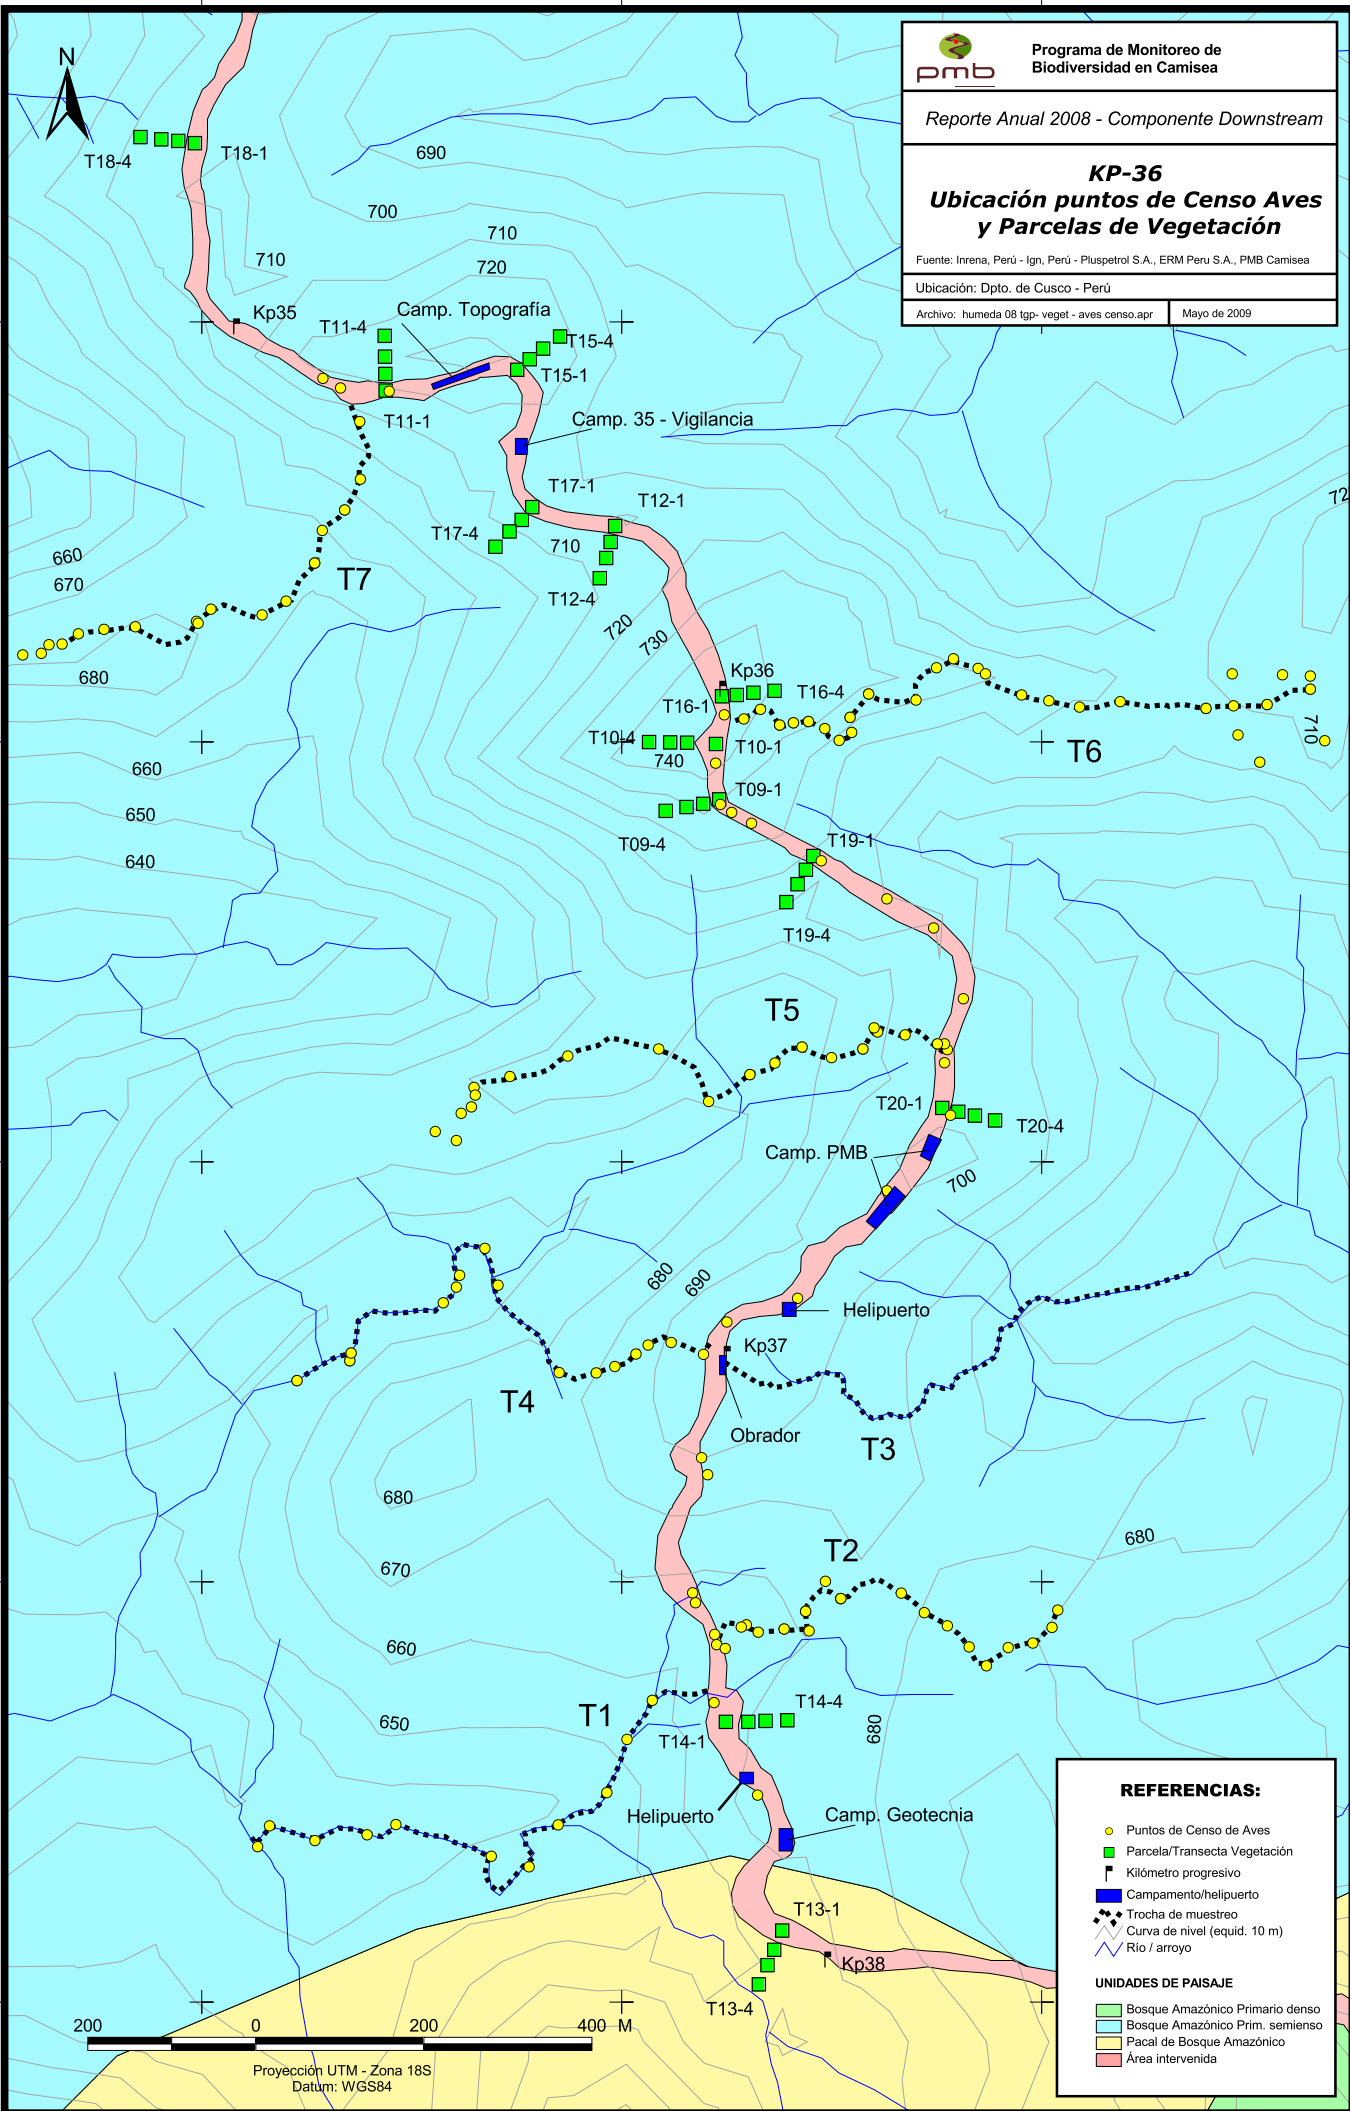 N
pmb
Programa de Monitoreo de
Biodiversidad en Camisea
Reporte Anual 2008 - Componente Downstream
KP-36
Ubicación puntos de Censo Aves
y Parcelas de Vegetación
Fuente: Inrena, Perú - Ign, Perú - Pluspetrol S.A., ERM Peru S.A., PMB Camisea
Ubicación: Dpto. de Cusco - Perú
Archivo: humeda 08 tgp- veget - aves censo.apr
Mayo de 2009
T18-4
T18-1
690
700
710
710
720
Kp35
Camp. Topografía
T11-4
T15-4
T15-1
T11-1
Camp. 35 - Vigilancia
T17-1
T12-1
72
T17-4
710
660
670
T7
T12-4
720
730
680
Kp36
T16-1
T16-4
710
T10-4
T10-1
740
T6
660
T09-1
650
T09-4
T19-1
640
T19-4
T5
T20-1
T20-4
Camp. PMB
700
680
690
Helipuerto
Kp37
T4
Obrador
T3
680
680
T2
670
660
T14-4
T1
650
T14-1
680
Helipuerto
Camp. Geotecnia
T13-1
Kp38
T13-4
200 0 200 400 M
Proyección UTM - Zona 18S
Datum: WGS84
REFERENCIAS:
Puntos de Censo de Aves
Parcela/Transecta Vegetación
Kilómetro progresivo
Campamento/helipuerto
Trocha de muestreo
Curva de nivel (equid. 10 m)
Río / arroyo
UNIDADES DE PAISAJE
Bosque Amazónico Primario denso
Bosque Amazónico Prim. semienso
Pacal de Bosque Amazónico
Área intervenida